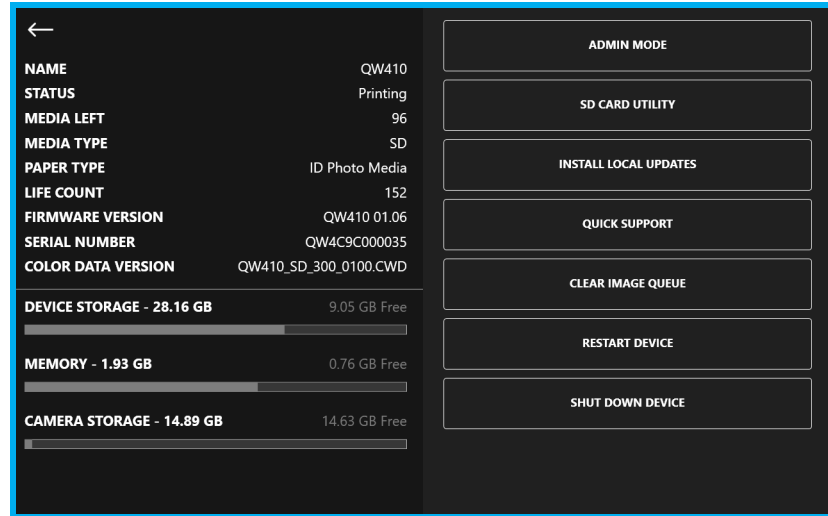 NAME QW410
STATUS Printing
MEDIA LEFT 96
MEDIA TYPE SD
PAPER TYPE ID Photo Media
LIFE COUNT 152
FIRMWARE VERSION QW410 01.06
SERIAL NUMBER QW4C9C000035
COLOR DATA VERSION QW410_SD_300_0100.CWD
DEVICE STORAGE - 28.16 GB 9.05 GB Free
MEMORY - 1.93 GB 0.76 GB Free
CAMERA STORAGE - 14.89 GB 14.63 GB Free
ADMIN MODE
SD CARD UTILITY
INSTALL LOCAL UPDATES
QUICK SUPPORT
CLEAR IMAGE QUEUE
RESTART DEVICE
SHUT DOWN DEVICE